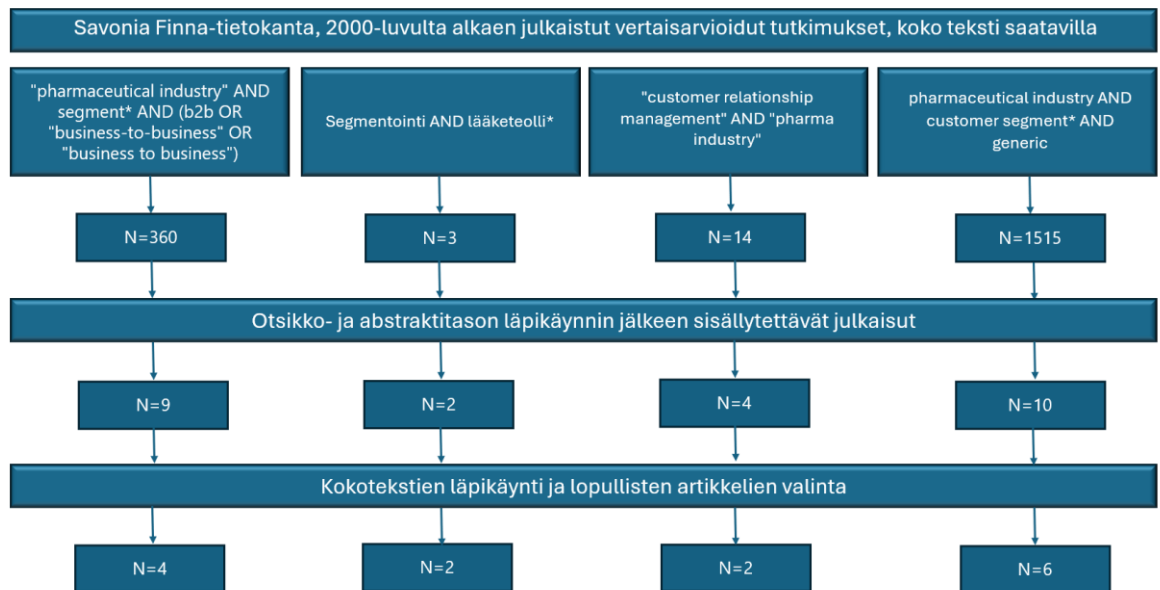 Savonia Finna-tietokanta, 2000-luvulta alkaen julkaistut vertaisarvioidut tutkimukset, koko teksti saatavilla
"pharmaceutical industry" AND
segment* AND (b2b OR
"business-to-business" OR
"business to business")
Segmentointi AND lääketeolli*
"customer relationship
management" AND "pharma
industry"
pharmaceutical industry AND
customer segment* AND
generic
N=360
N=3
N=14
N=1515
Otsikko- ja abstraktitason läpikäynnin jälkeen sisällytettävät julkaisut
N=9
N=2
N=4
N=10
Kokotekstien läpikäynti ja lopullisten artikkelien valinta
N=4
N=2
N=2
N=6